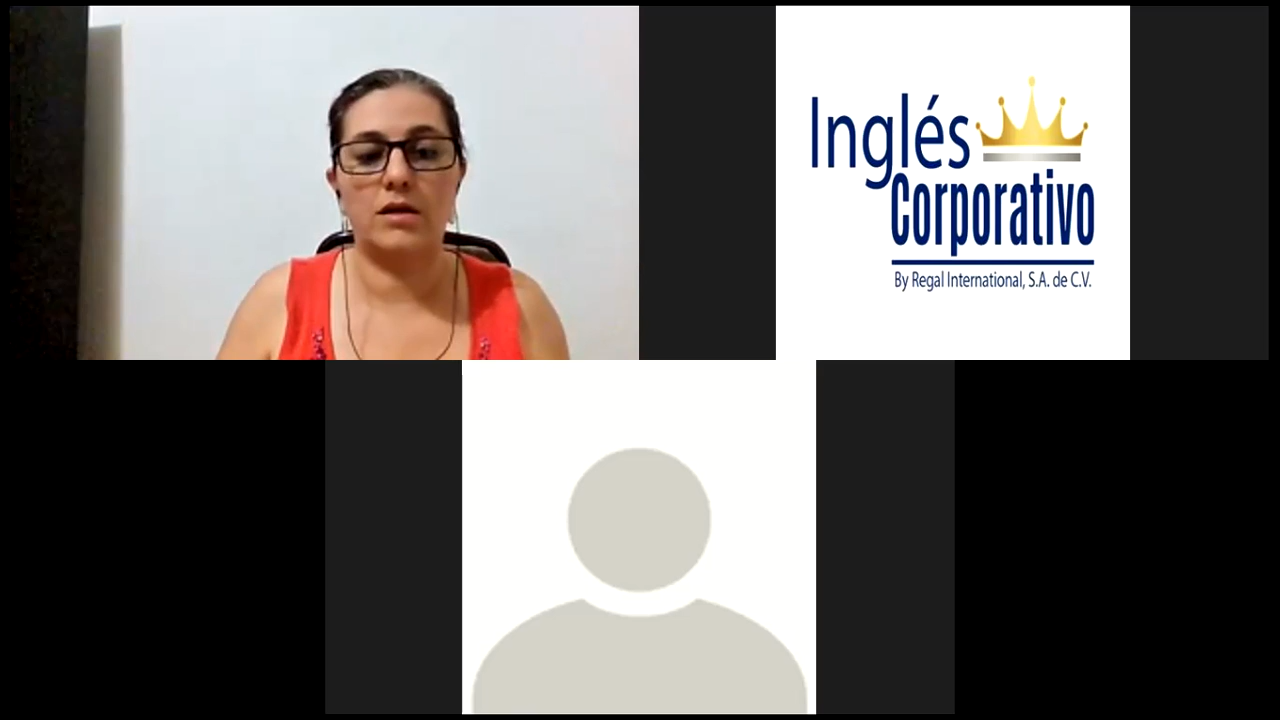 Inglés
Corporativo
By Regal International, S.A. de C.V.